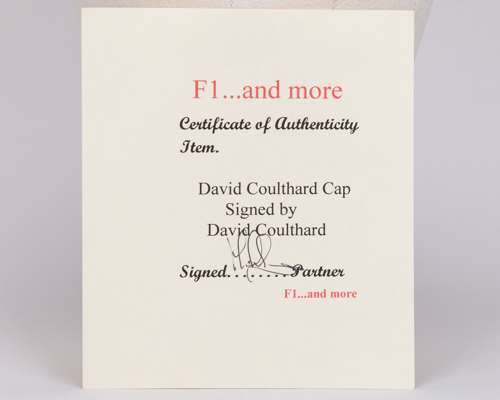 F1...and more
Certificate of Authenticity
Item.
David Coulthard Cap
Signed by
David Coulthard
Signed........Partner
F1...and more